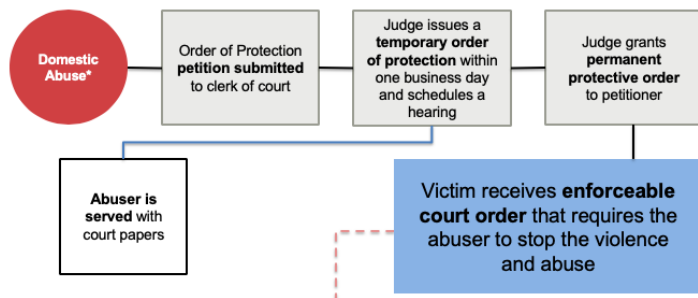 Domestic
Abuse*
Order of Protection
petition submitted
to clerk of court
Judge issues a
temporary order
of protection within
one business day
and schedules a
hearing
Judge grants
permanent
protective order
to petitioner
Abuser is
served with
court papers
Victim receives enforceable
court order that requires the
abuser to stop the violence
and abuse